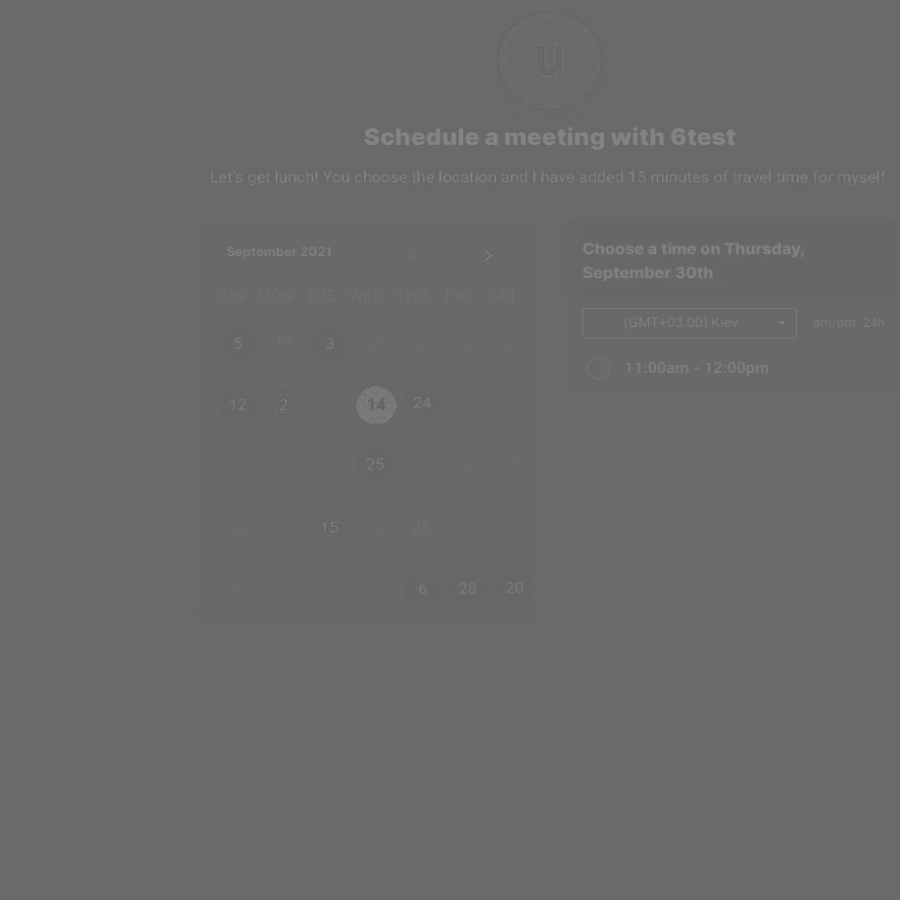 u
Schedule a meeting with 6test
Let's get lunch! You choose the location and I have added 15 minutes of travel time for myself.
September 2021
SUN MON TUE WED THU FRI SAT
5 19 3
12 2 14 24
25
15 28
6 28 20
Choose a time on Thursday,
September 30th
(GMT+03:00) Kiev am/pm 24h
11:00am - 12:00pm